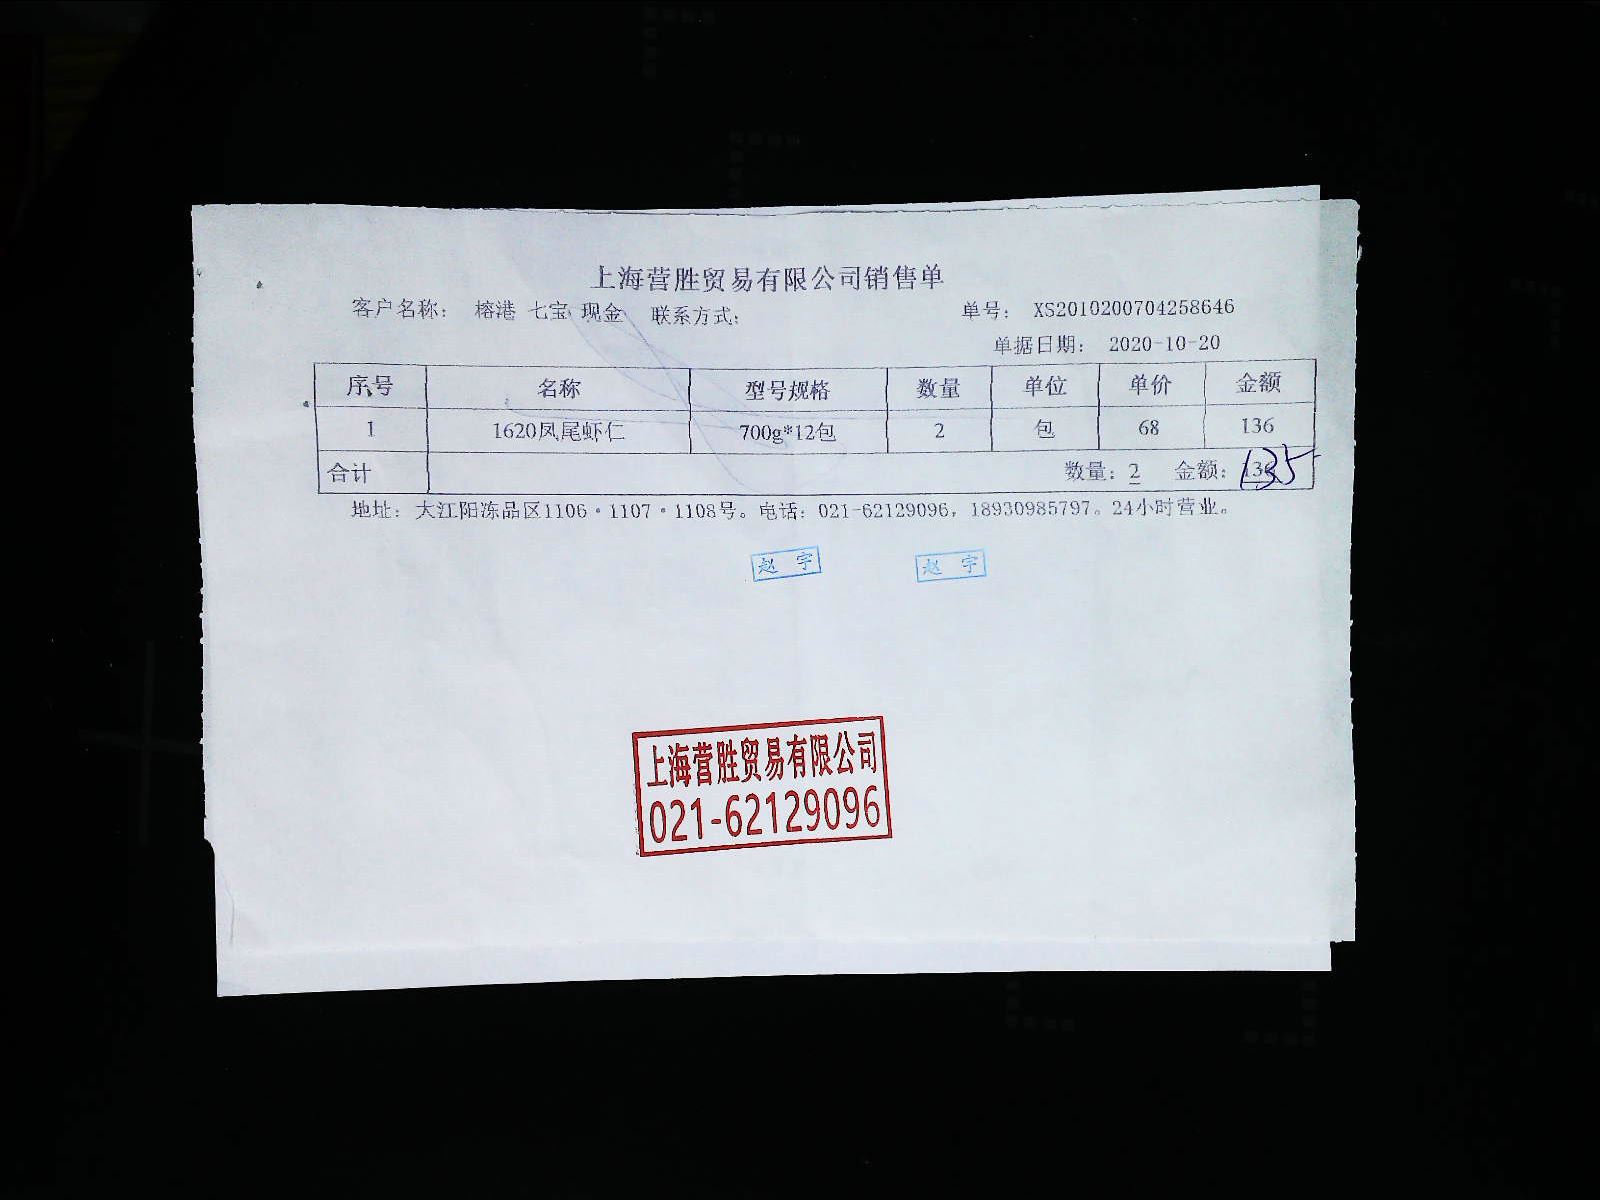 上海营胜贸易有限公司销售单
客户名称： 榕港 七宝 现金 联系方式： 单号： XS2010200704258646
单据日期： 2020-10-20
序号 名称 型号规格 数量 单位 单价 金额
1 1620凤尾虾仁 700g*12包 2 包 68 136
合计 数量：2 金额：136 135
地址：大江阳冻品区1106·1107·1108号。电话：021-62129096，18930985797。24小时营业。
赵 宇 赵 宇
上海营胜贸易有限公司
021-62129096